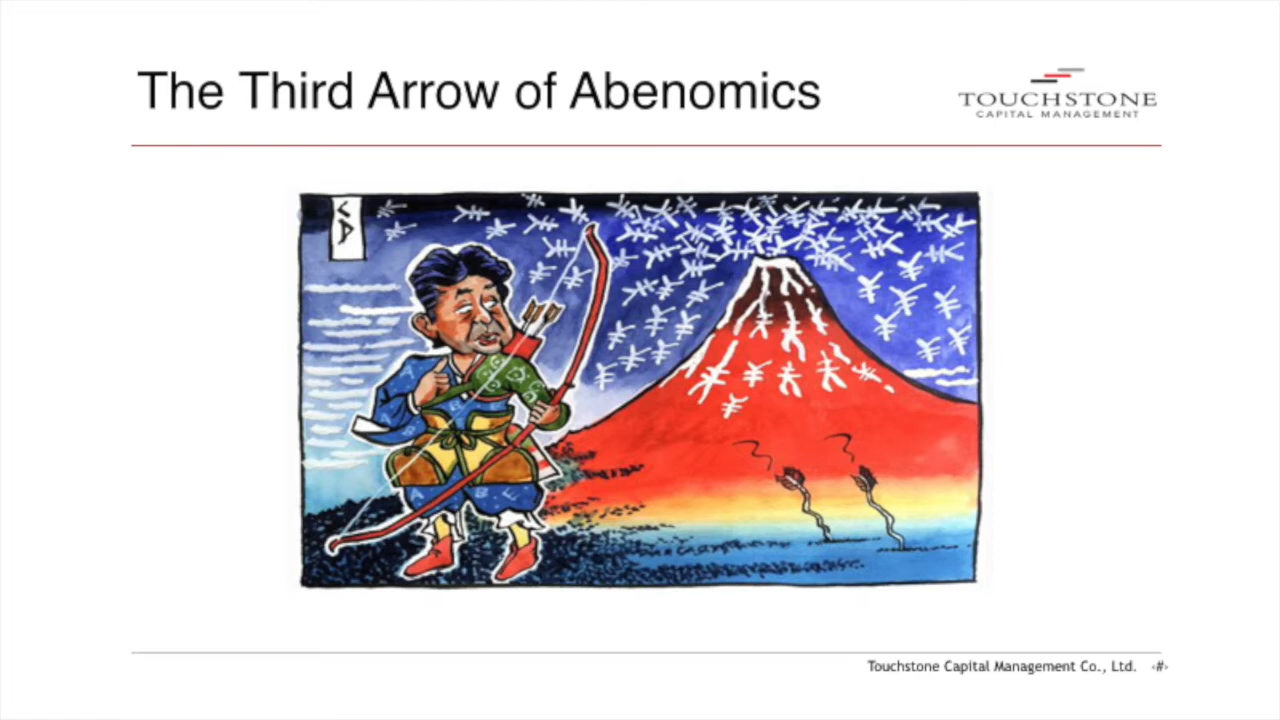 The Third Arrow of Abenomics
TOUCHSTONE
CAPITAL MANAGEMENT
A B E
Touchstone Capital Management Co., Ltd. ‹#›